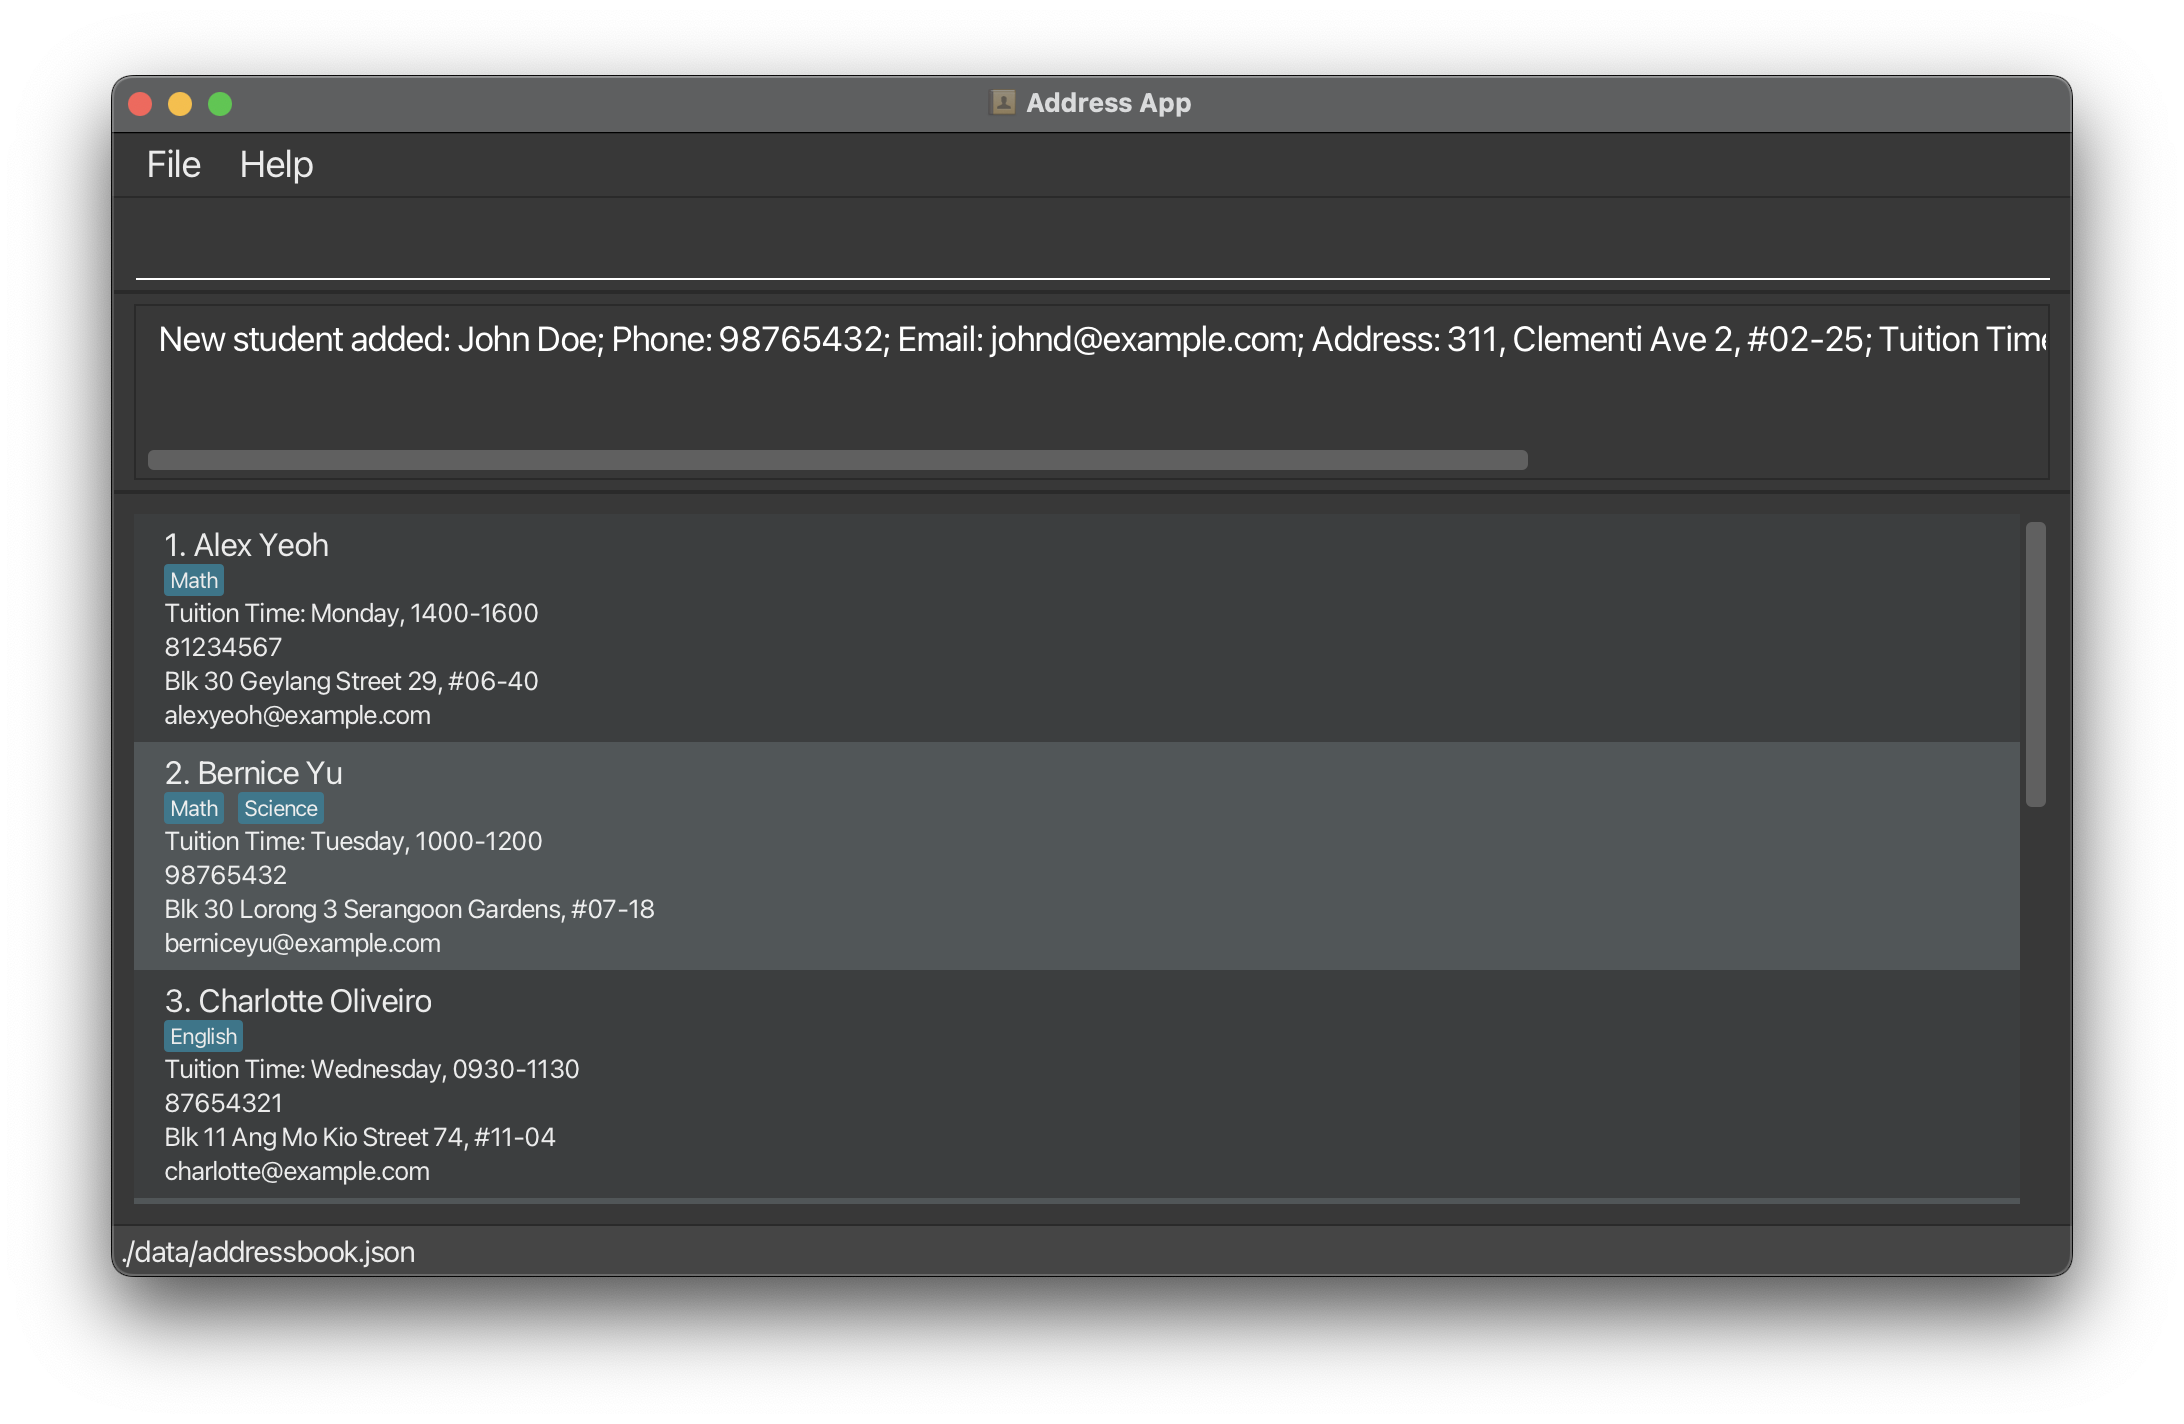 Address App
File Help
New student added: John Doe; Phone: 98765432; Email: johnd@example.com; Address: 311, Clementi Ave 2, #02-25; Tuition Time
1. Alex Yeoh
Math
Tuition Time: Monday, 1400-1600
81234567
Blk 30 Geylang Street 29, #06-40
alexyeoh@example.com
2. Bernice Yu
Math Science
Tuition Time: Tuesday, 1000-1200
98765432
Blk 30 Lorong 3 Serangoon Gardens, #07-18
berniceyu@example.com
3. Charlotte Oliveiro
English
Tuition Time: Wednesday, 0930-1130
87654321
Blk 11 Ang Mo Kio Street 74, #11-04
charlotte@example.com
./data/addressbook.json